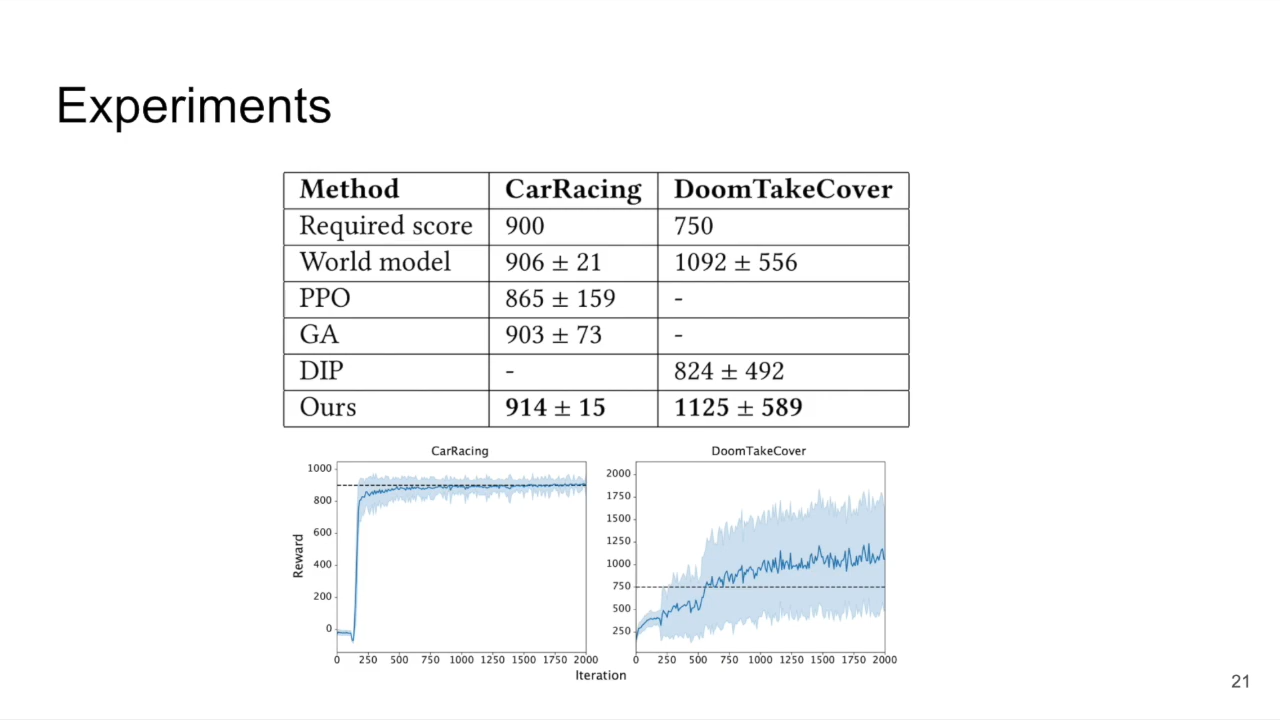 Experiments
Method CarRacing DoomTakeCover
Required score 900 750
World model 906 ± 21 1092 ± 556
PPO 865 ± 159 -
GA 903 ± 73 -
DIP - 824 ± 492
Ours 914 ± 15 1125 ± 589
CarRacing
Reward
1000
800
600
400
200
0
0 250 500 750 1000 1250 1500 1750 2000
DoomTakeCover
2000
1750
1500
1250
1000
750
500
250
0 250 500 750 1000 1250 1500 1750 2000
Iteration
21